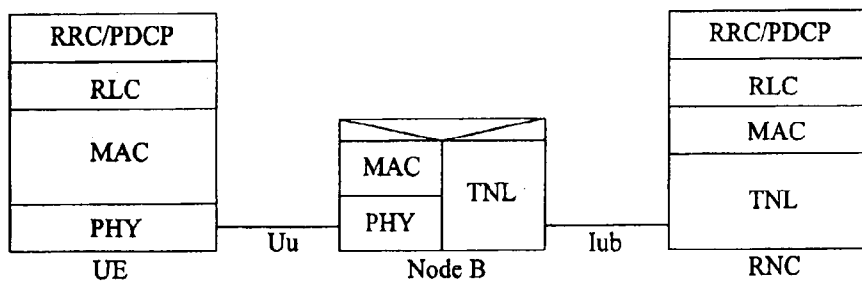 RRC/PDCP
RLC
MAC
PHY
UE
Uu
MAC
PHY
TNL
Node B
Iub
RRC/PDCP
RLC
MAC
TNL
RNC